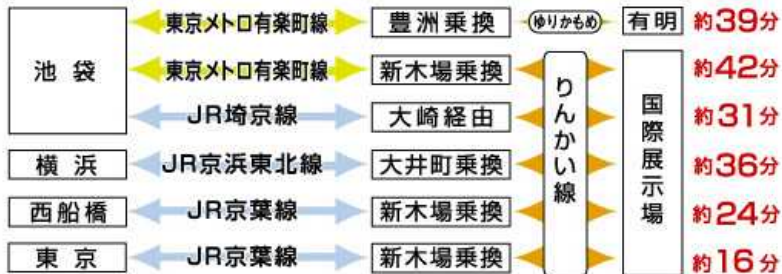 東京メトロ有楽町線 豊洲乗換 ゆりかもめ 有明 約39分
池袋
東京メトロ有楽町線 新木場乗換 約42分
JR埼京線 大崎経由 約31分
りんかい線
国際展示場
横浜 JR京浜東北線 大井町乗換 約36分
西船橋 JR京葉線 新木場乗換 約24分
東京 JR京葉線 新木場乗換 約16分